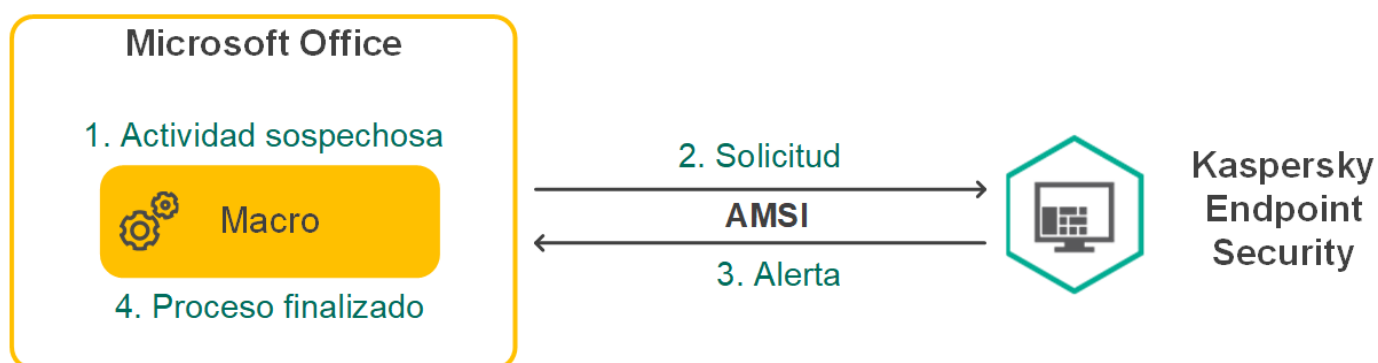 Microsoft Office
1. Actividad sospechosa
Macro
4. Proceso finalizado
2. Solicitud
AMSI
3. Alerta
Kaspersky
Endpoint
Security